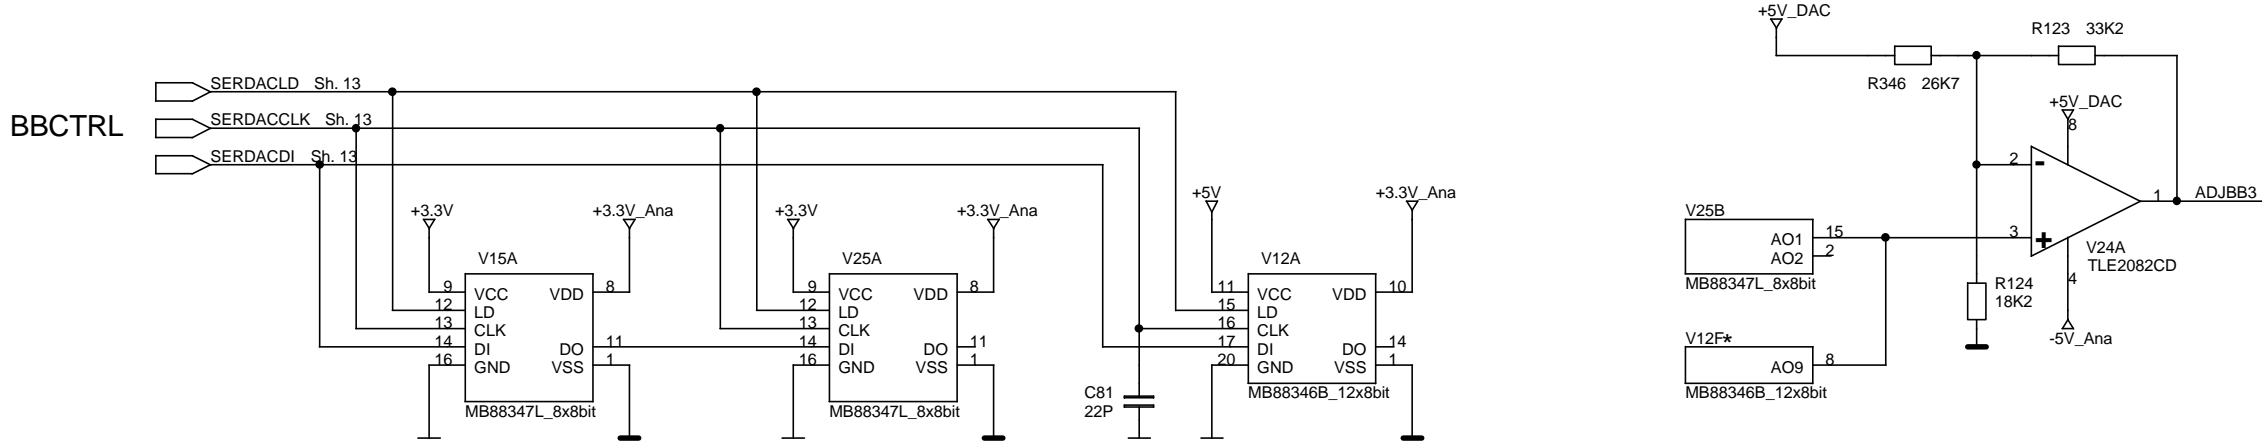 BBCTRL
SERDACLD Sh. 13
SERDACCLK Sh. 13
SERDACDI Sh. 13
+3.3V
+3.3V_Ana
V15A
9 VCC VDD 8
12 LD
13 CLK
14 DI DO 11
16 GND VSS 1
MB88347L_8x8bit
+3.3V
+3.3V_Ana
V25A
9 VCC VDD 8
12 LD
13 CLK
14 DI DO 11
16 GND VSS 1
MB88347L_8x8bit
C81
22P
+5V
+3.3V_Ana
V12A
11 VCC VDD 10
15 LD
16 CLK
17 DI DO 14
20 GND VSS 1
MB88346B_12x8bit
+5V_DAC
R346 26K7
R123 33K2
+5V_DAC
8
2 -
1 ADJBB3
3 +
V24A
TLE2082CD
4
-5V_Ana
R124
18K2
V25B
AO1 15
AO2 2
MB88347L_8x8bit
V12F*
AO9 8
MB88346B_12x8bit